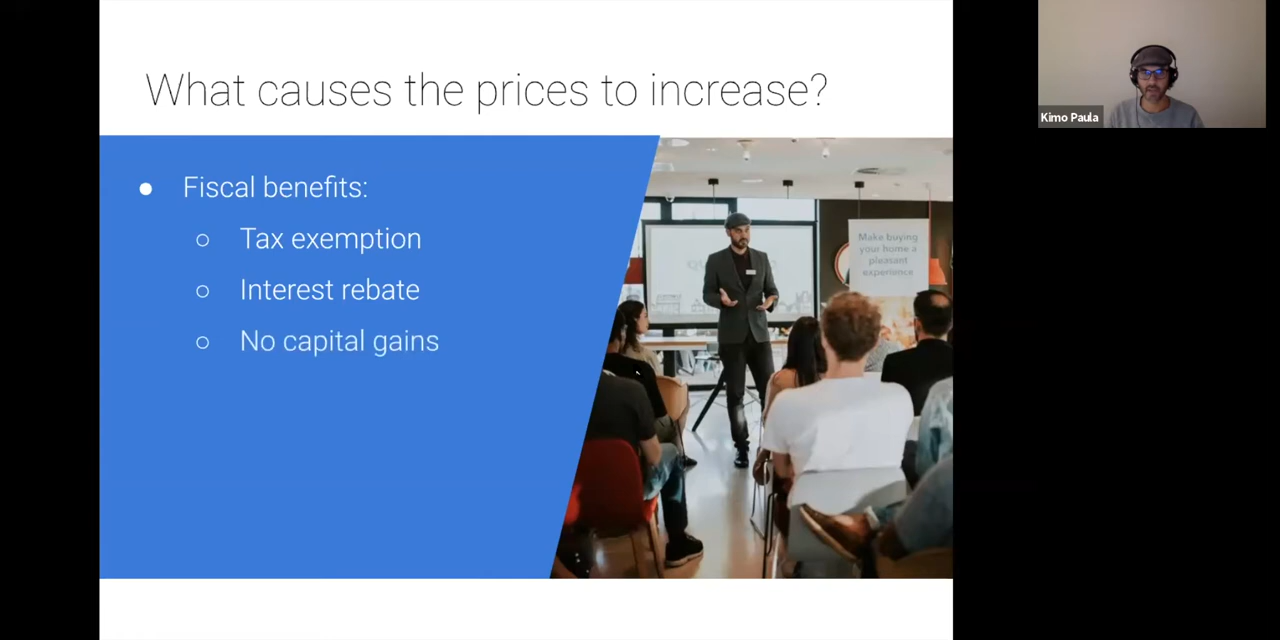 What causes the prices to increase?
● Fiscal benefits:
○ Tax exemption
○ Interest rebate
○ No capital gains
Make buying
your home a
pleasant
experience
Kimo Paula